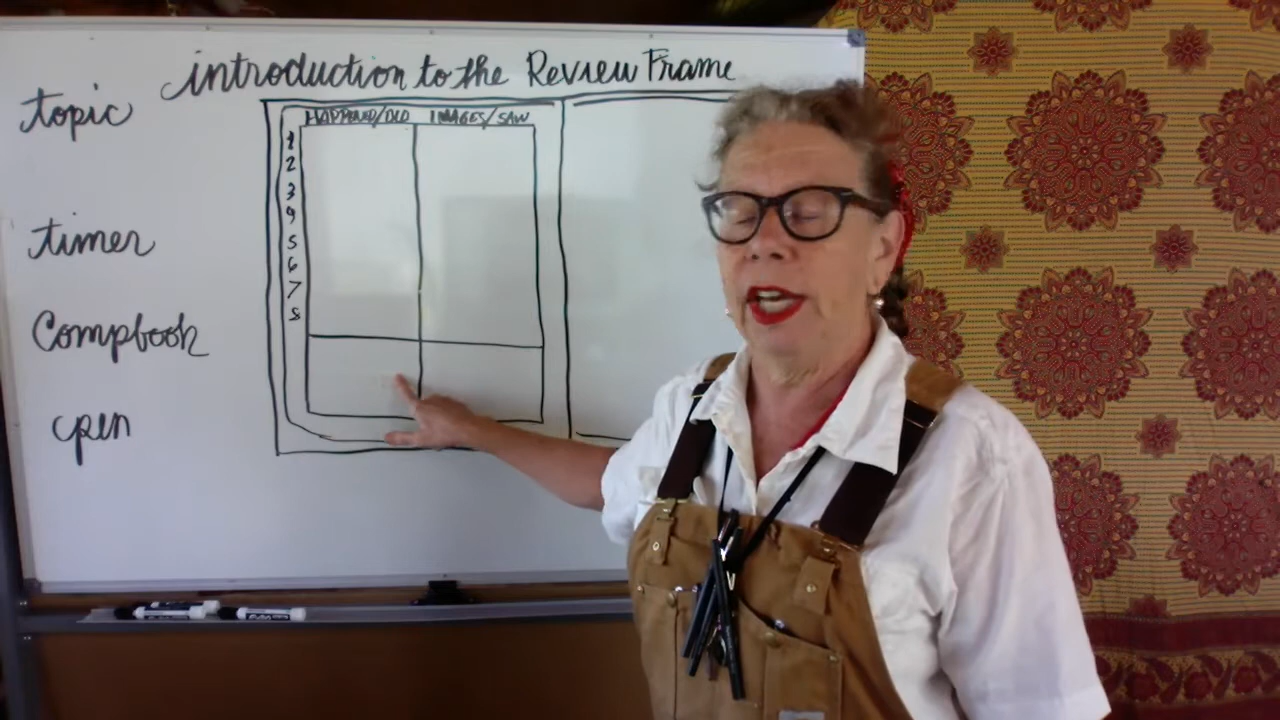 introduction to the Review Frame
topic
timer
Compbook
pen
HAPPENED/DID IMAGES/SAW
1
2
3
4
5
6
7
8